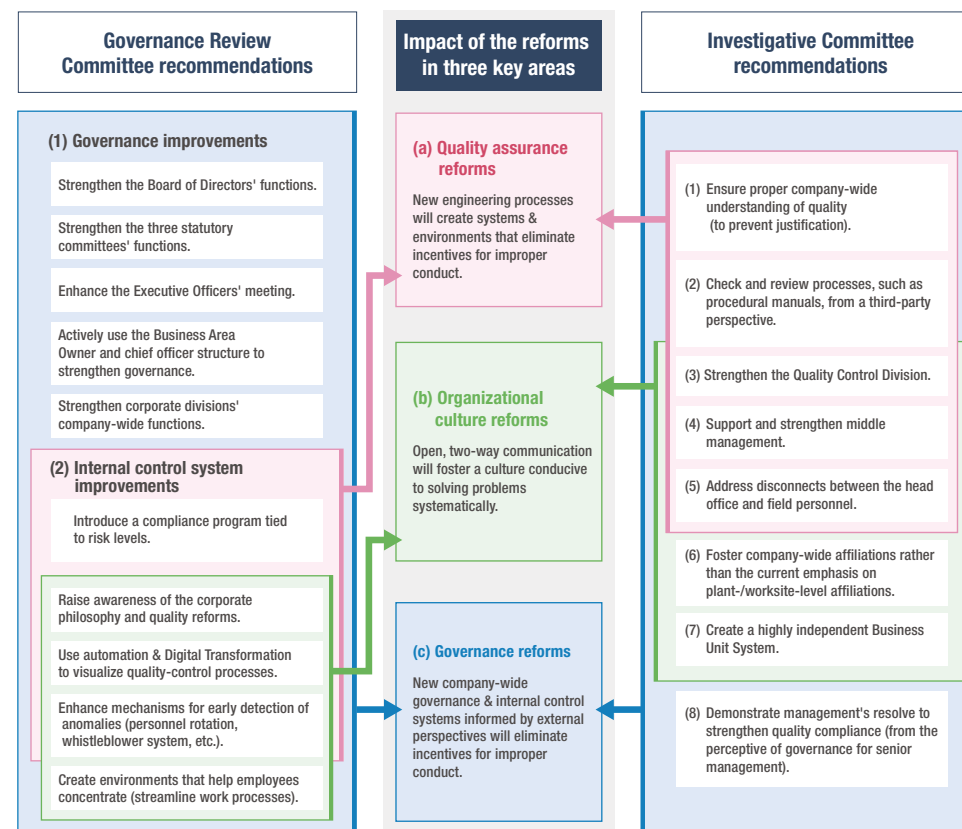 Governance Review
Committee recommendations
(1) Governance improvements
Strengthen the Board of Directors' functions.
Strengthen the three statutory
committees' functions.
Enhance the Executive Officers' meeting.
Actively use the Business Area
Owner and chief officer structure to
strengthen governance.
Strengthen corporate divisions'
company-wide functions.
(2) Internal control system
improvements
Introduce a compliance program tied
to risk levels.
Raise awareness of the corporate
philosophy and quality reforms.
Use automation & Digital Transformation
to visualize quality-control processes.
Enhance mechanisms for early detection of
anomalies (personnel rotation,
whistleblower system, etc.).
Create environments that help employees
concentrate (streamline work processes).
Impact of the reforms
in three key areas
(a) Quality assurance
reforms
New engineering processes
will create systems &
environments that eliminate
incentives for improper
conduct.
(b) Organizational
culture reforms
Open, two-way communication
will foster a culture conducive
to solving problems
systematically.
(c) Governance reforms
New company-wide
governance & internal control
systems informed by external
perspectives will eliminate
incentives for improper
conduct.
Investigative Committee
recommendations
(1) Ensure proper company-wide
understanding of quality
(to prevent justification).
(2) Check and review processes, such as
procedural manuals, from a third-party
perspective.
(3) Strengthen the Quality Control Division.
(4) Support and strengthen middle
management.
(5) Address disconnects between the head
office and field personnel.
(6) Foster company-wide affiliations rather
than the current emphasis on
plant-/worksite-level affiliations.
(7) Create a highly independent Business
Unit System.
(8) Demonstrate management's resolve to
strengthen quality compliance (from the
perceptive of governance for senior
management).